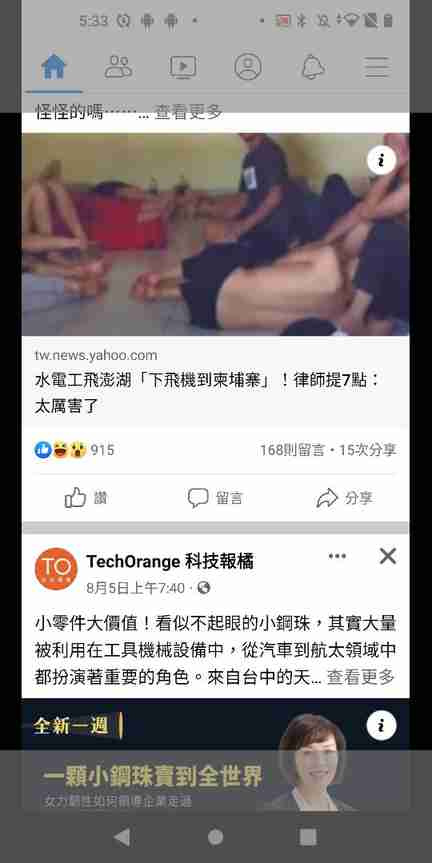 5:33
怪怪的嗎⋯⋯... 查看更多
tw.news.yahoo.com
水電工飛澎湖「下飛機到柬埔寨」！律師提7點：
太厲害了
915
168則留言・15次分享
讚
留言
分享
TO
TechOrange 科技報橘
8月5日上午7:40
小零件大價值！看似不起眼的小鋼珠，其實大量
被利用在工具機械設備中，從汽車到航太領域中
都扮演著重要的角色。來自台中的天... 查看更多
全新一週
一顆小鋼珠賣到全世界
女力韌性如何領導企業走過